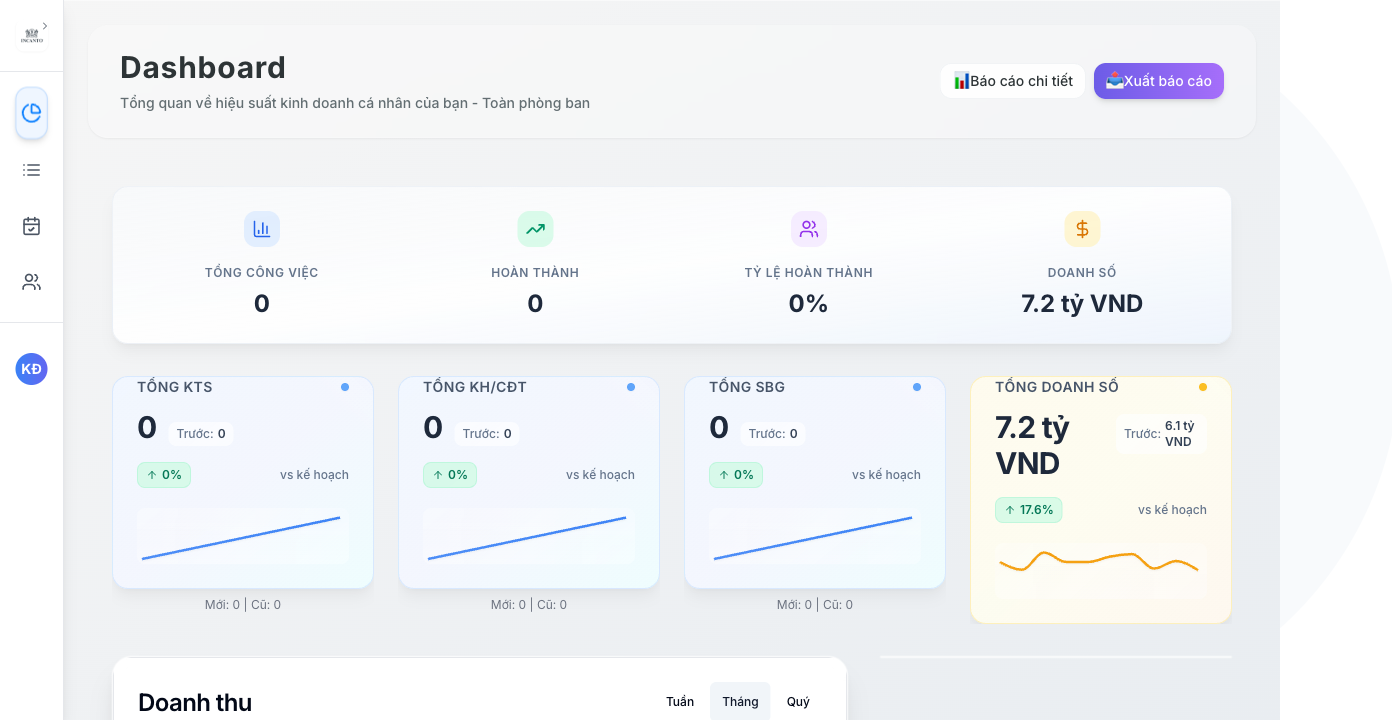 INCANTO
Dashboard
Tổng quan về hiệu suất kinh doanh cá nhân của bạn - Toàn phòng ban
Báo cáo chi tiết
Xuất báo cáo
TỔNG CÔNG VIỆC
0
HOÀN THÀNH
0
TỶ LỆ HOÀN THÀNH
0%
DOANH SỐ
7.2 tỷ VND
KĐ
TỔNG KTS
0 Trước: 0
↑ 0% vs kế hoạch
Mới: 0 | Cũ: 0
TỔNG KH/CĐT
0 Trước: 0
↑ 0% vs kế hoạch
Mới: 0 | Cũ: 0
TỔNG SBG
0 Trước: 0
↑ 0% vs kế hoạch
Mới: 0 | Cũ: 0
TỔNG DOANH SỐ
7.2 tỷ
VND
Trước: 6.1 tỷ
VND
↑ 17.6% vs kế hoạch
Doanh thu
Tuần Tháng Quý